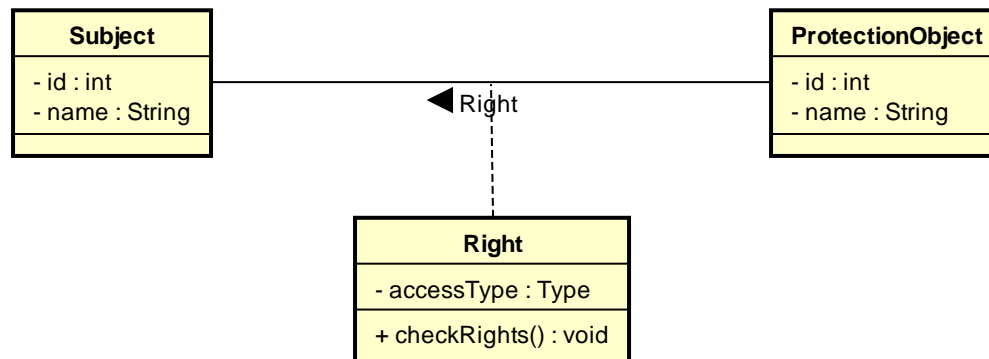 Subject
- id : int
- name : String
ProtectionObject
- id : int
- name : String
Right
Right
- accessType : Type
+ checkRights() : void